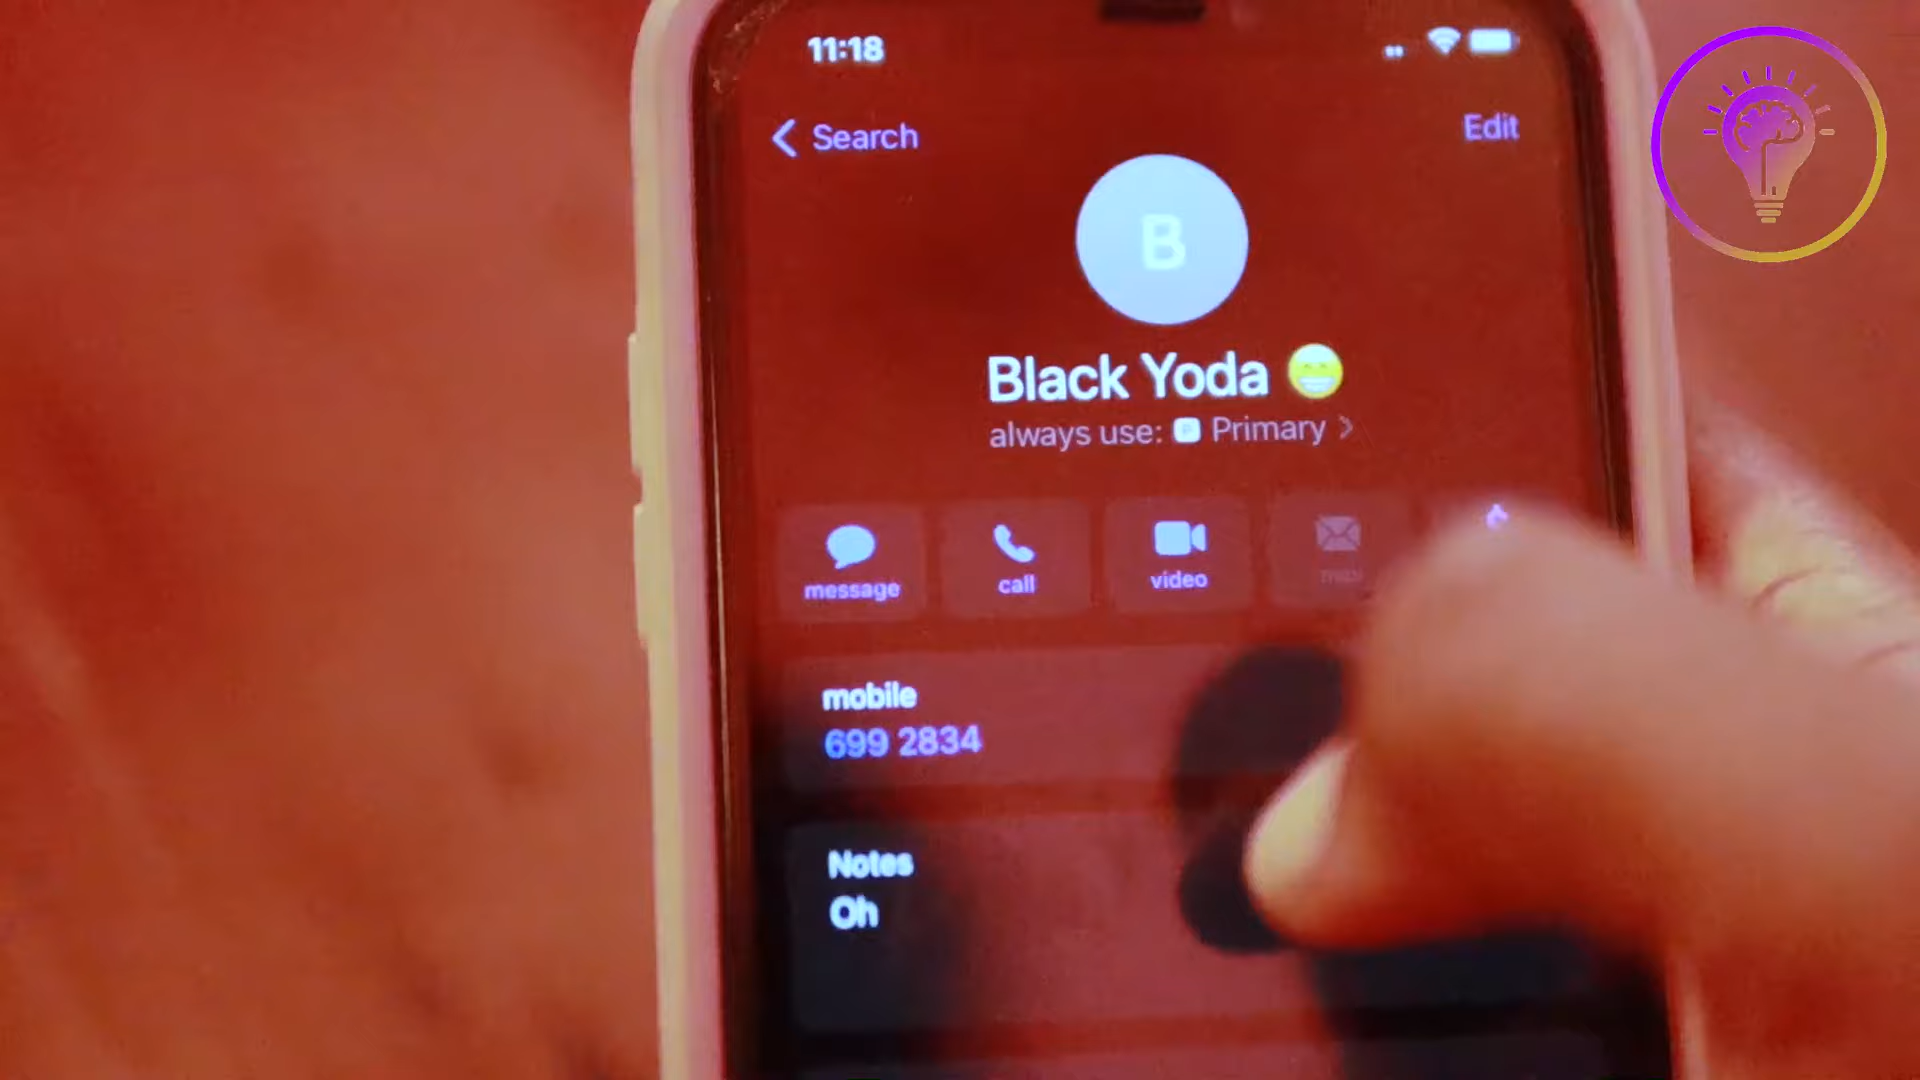 11:18
Search
Edit
B
Black Yoda 😁
always use: P Primary
message
call
video
mobile
699 2834
Notes
Oh